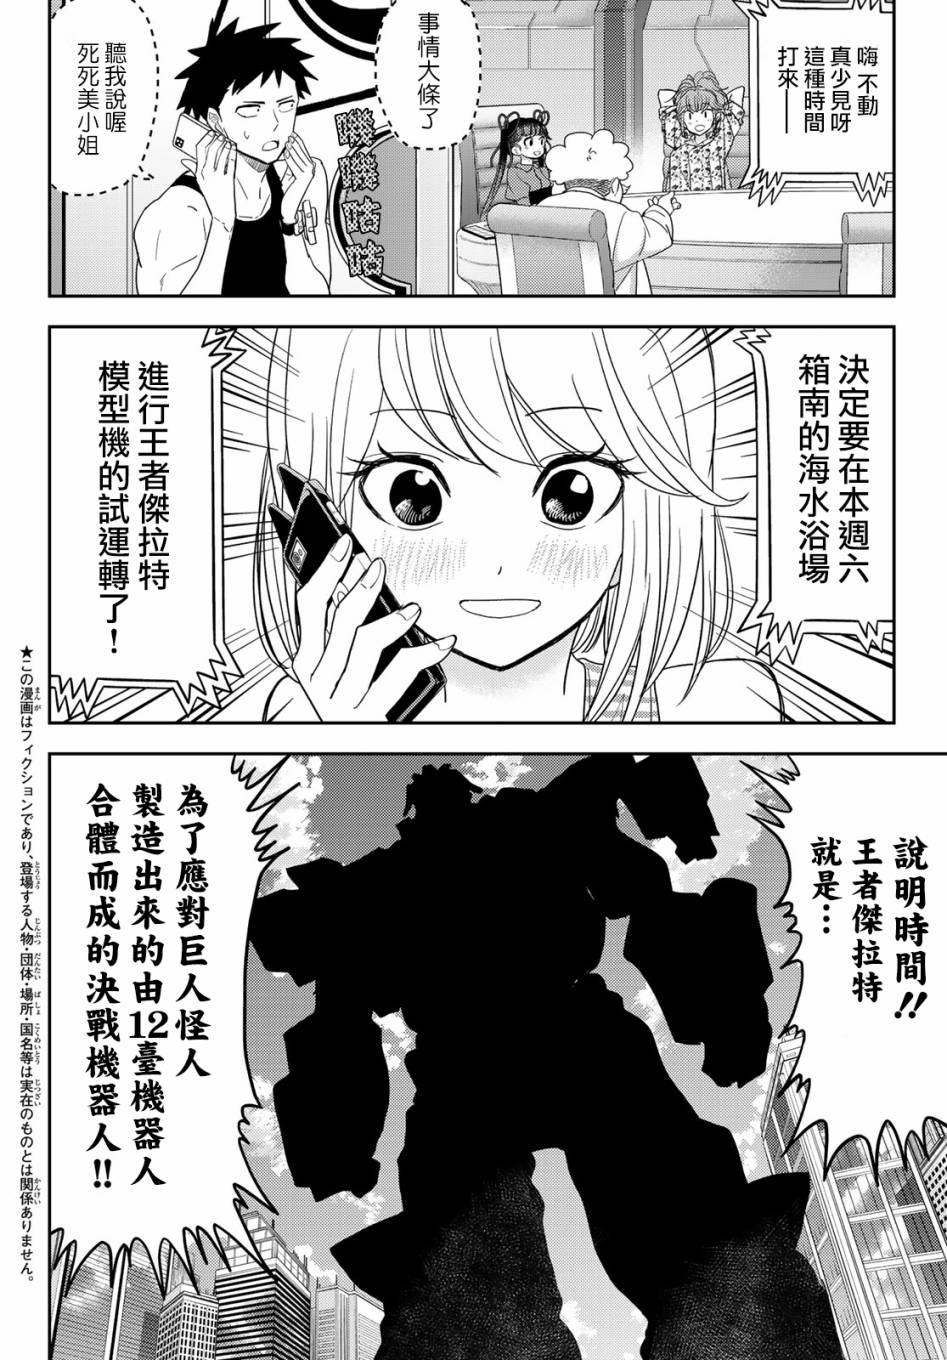 嗨 不動
真少見呀
這種時間
打來——
事情大條了
嘰嘰咕咕
聽我說喔
死死美小姐
決定要在本週六
箱南的海水浴場
進行王者傑拉特
模型機的試運轉了！
說明時間!!
王者傑拉特
就是…
為了應對巨人怪人
製造出來的由12臺機器人
合體而成的決戰機器人!!
★この漫画はフィクションであり、登場する人物・団体・場所・国名等は実在のものとは関係ありません。